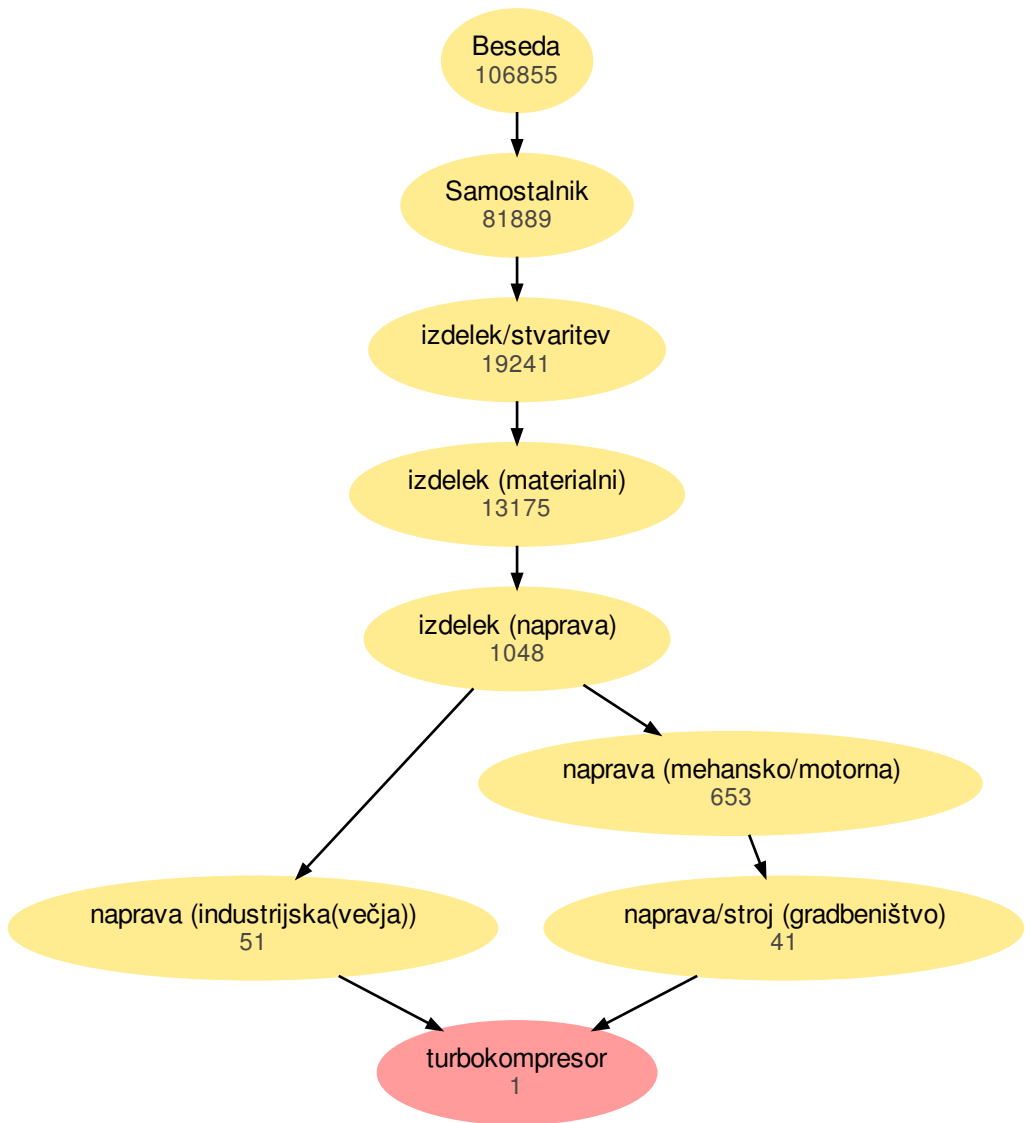 Beseda
106855
Samostalnik
81889
izdelek/stvaritev
19241
izdelek (materialni)
13175
izdelek (naprava)
1048
naprava (mehansko/motorna)
653
naprava (industrijska(večja))
51
naprava/stroj (gradbeništvo)
41
turbokompresor
1